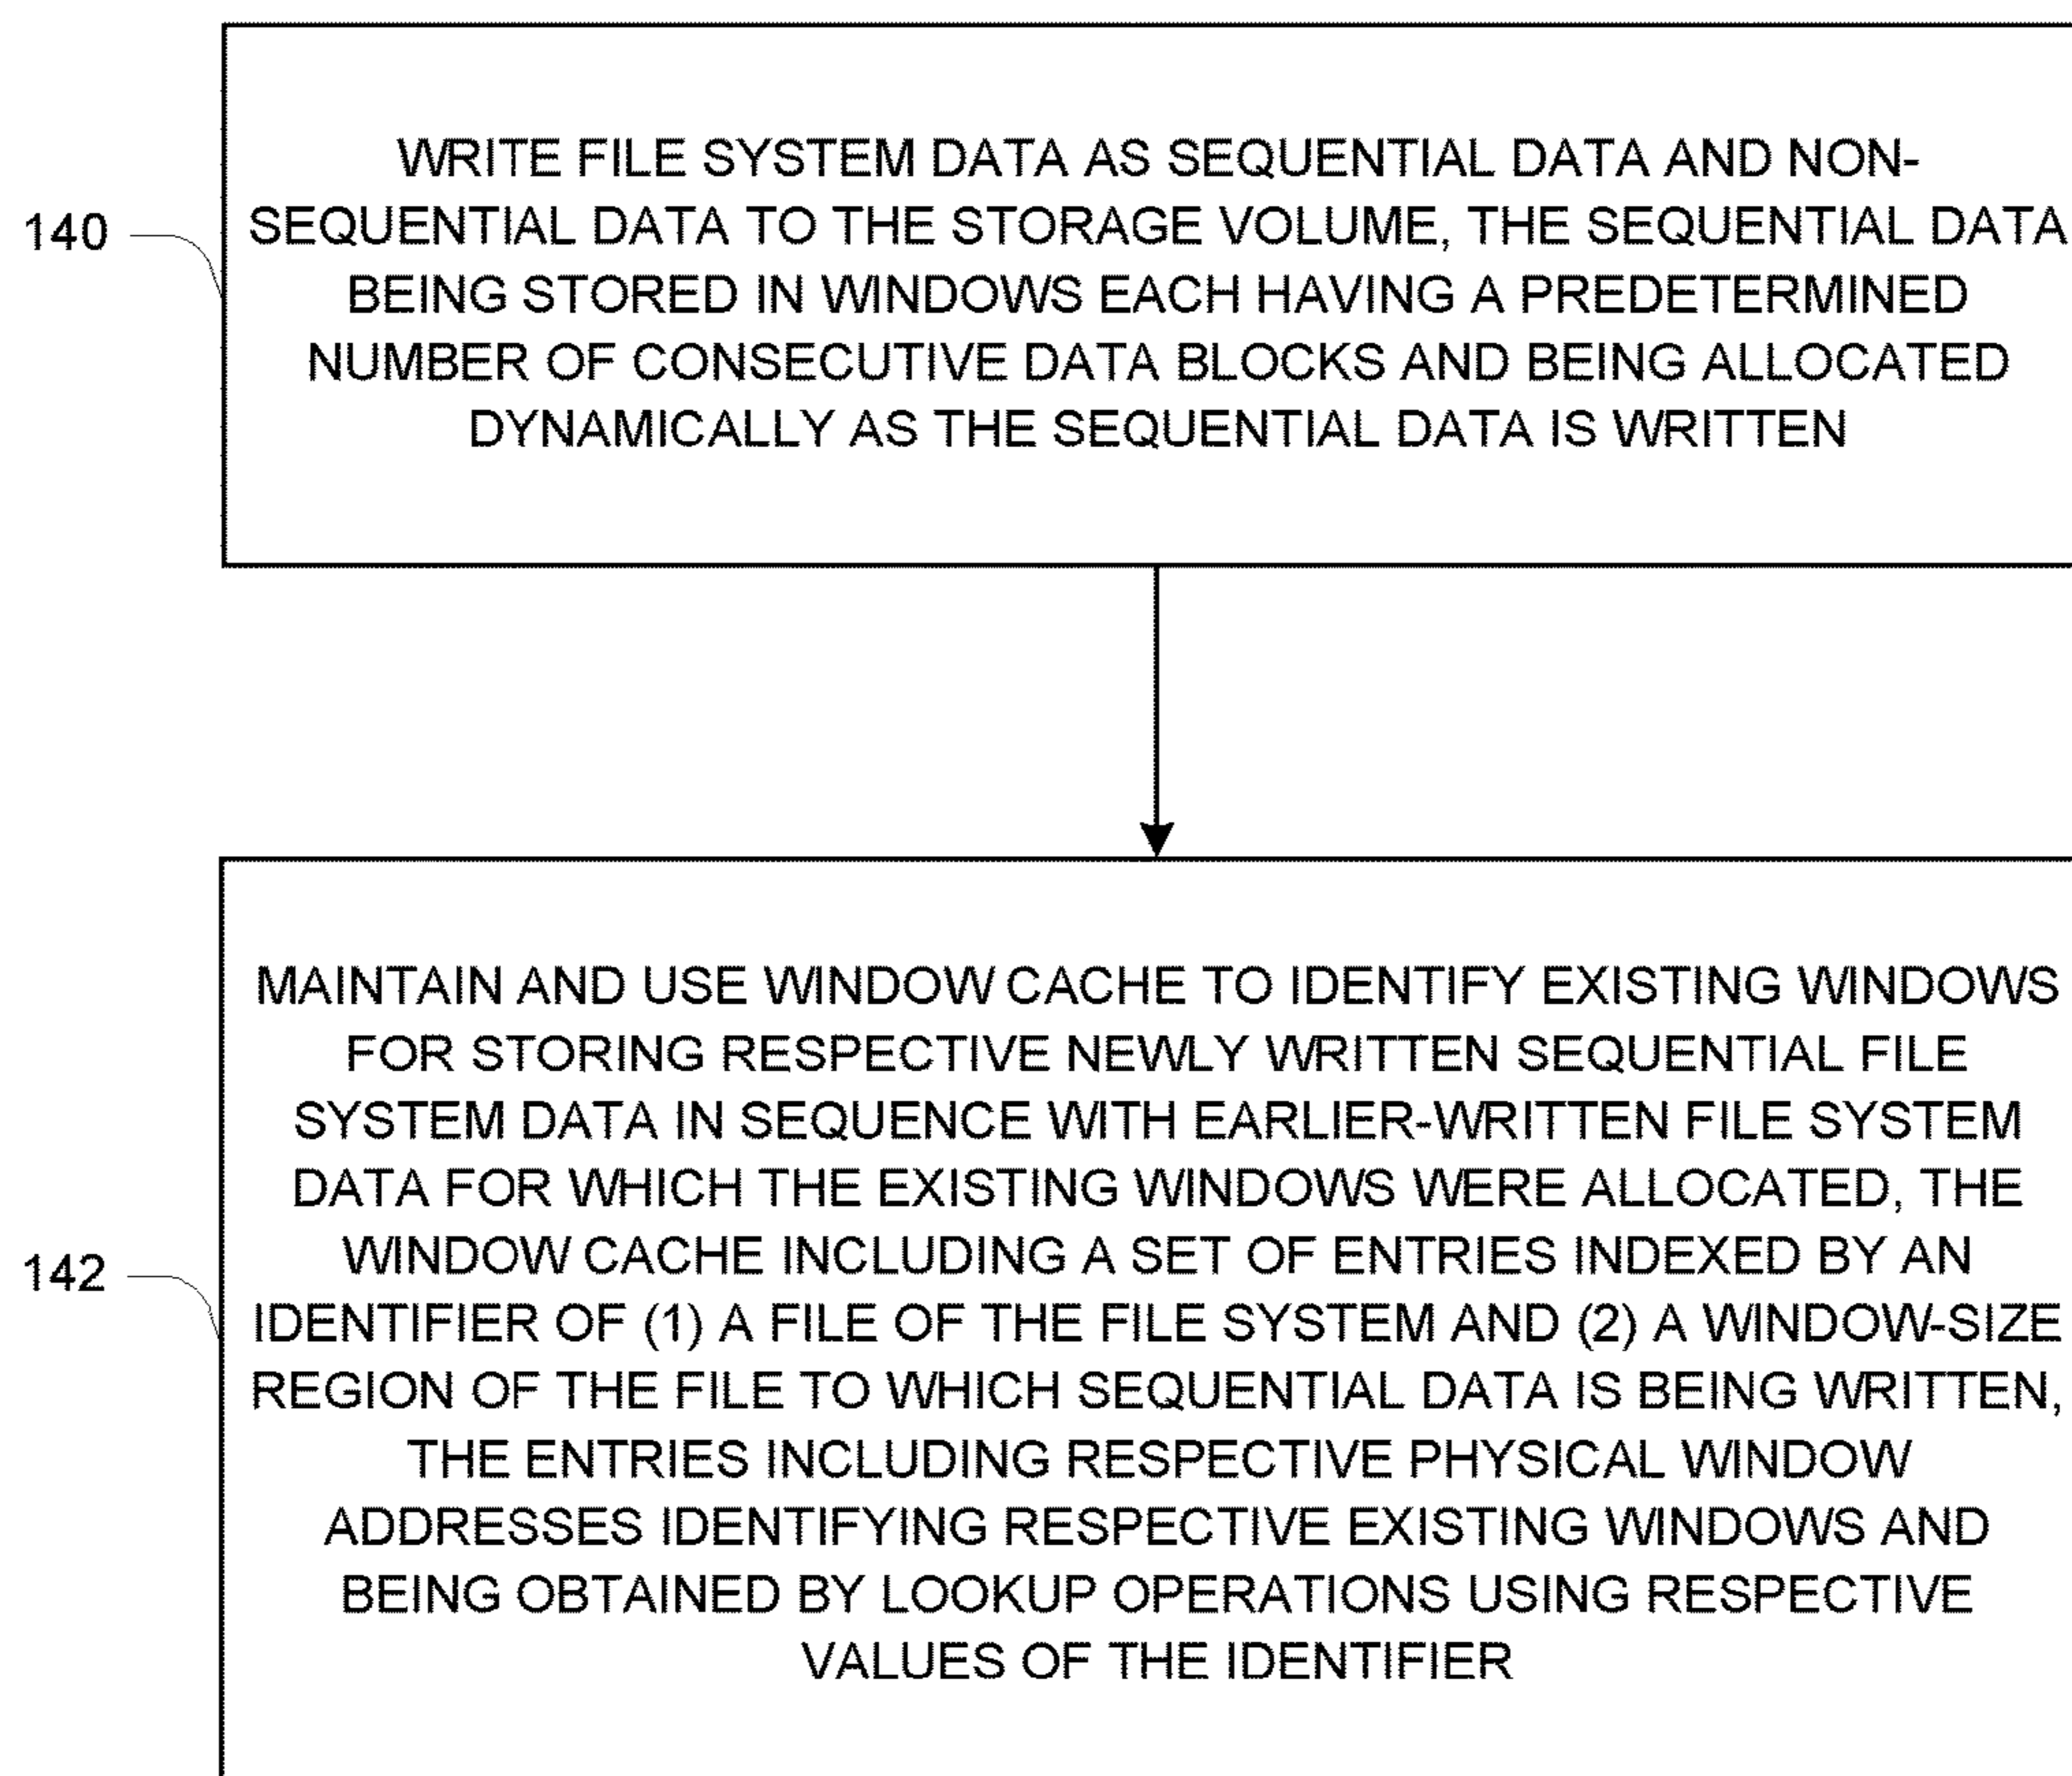 WRITE FILE SYSTEM DATA AS SEQUENTIAL DATA AND NON-
SEQUENTIAL DATA TO THE STORAGE VOLUME, THE SEQUENTIAL DATA
BEING STORED IN WINDOWS EACH HAVING A PREDETERMINED
NUMBER OF CONSECUTIVE DATA BLOCKS AND BEING ALLOCATED
DYNAMICALLY AS THE SEQUENTIAL DATA IS WRITTEN
140
MAINTAIN AND USE WINDOW CACHE TO IDENTIFY EXISTING WINDOWS
FOR STORING RESPECTIVE NEWLY WRITTEN SEQUENTIAL FILE
SYSTEM DATA IN SEQUENCE WITH EARLIER-WRITTEN FILE SYSTEM
DATA FOR WHICH THE EXISTING WINDOWS WERE ALLOCATED, THE
WINDOW CACHE INCLUDING A SET OF ENTRIES INDEXED BY AN
IDENTIFIER OF (1) A FILE OF THE FILE SYSTEM AND (2) A WINDOW-SIZE
REGION OF THE FILE TO WHICH SEQUENTIAL DATA IS BEING WRITTEN,
THE ENTRIES INCLUDING RESPECTIVE PHYSICAL WINDOW
ADDRESSES IDENTIFYING RESPECTIVE EXISTING WINDOWS AND
BEING OBTAINED BY LOOKUP OPERATIONS USING RESPECTIVE
VALUES OF THE IDENTIFIER
142